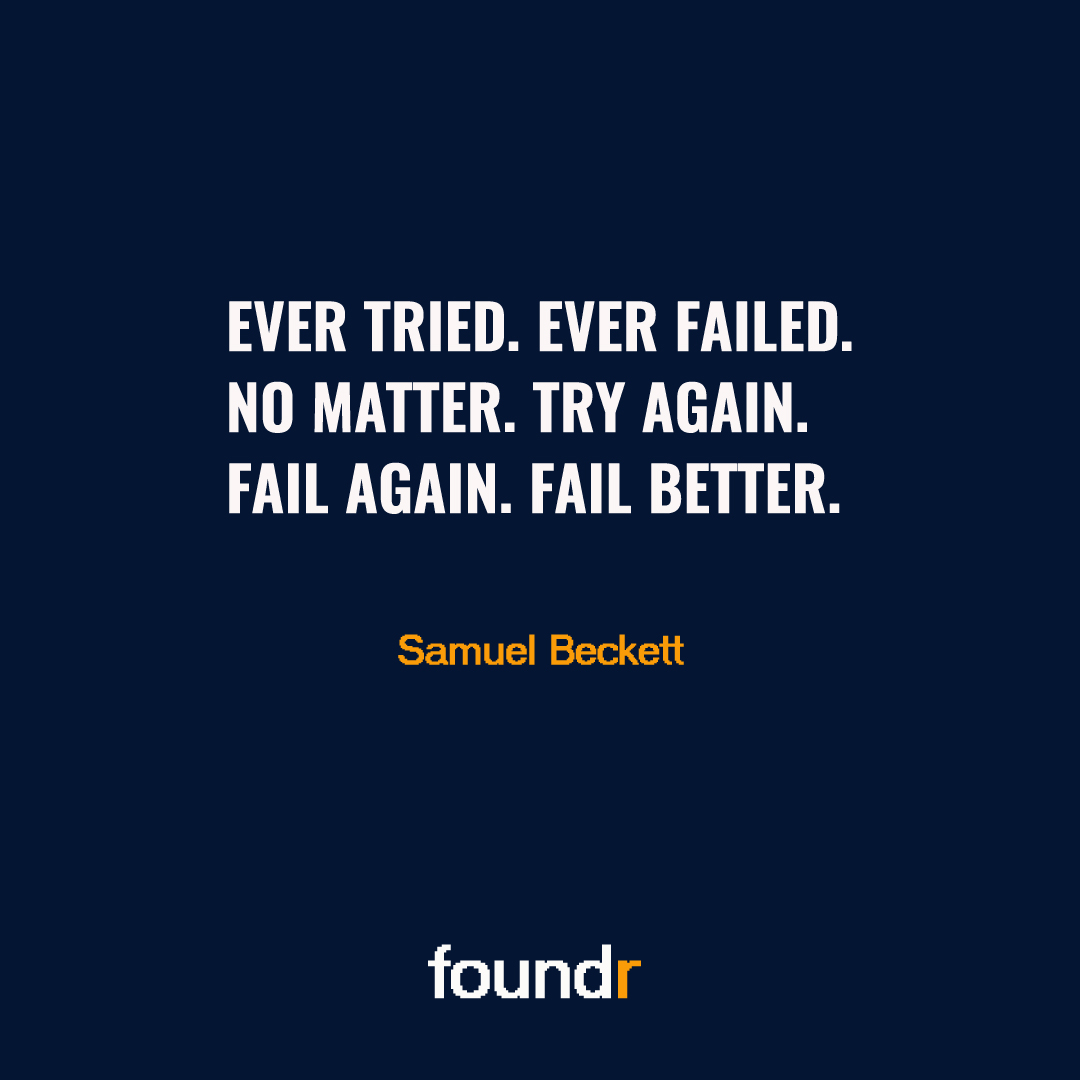 EVER TRIED. EVER FAILED.
NO MATTER. TRY AGAIN.
FAIL AGAIN. FAIL BETTER.
Samuel Beckett
foundr